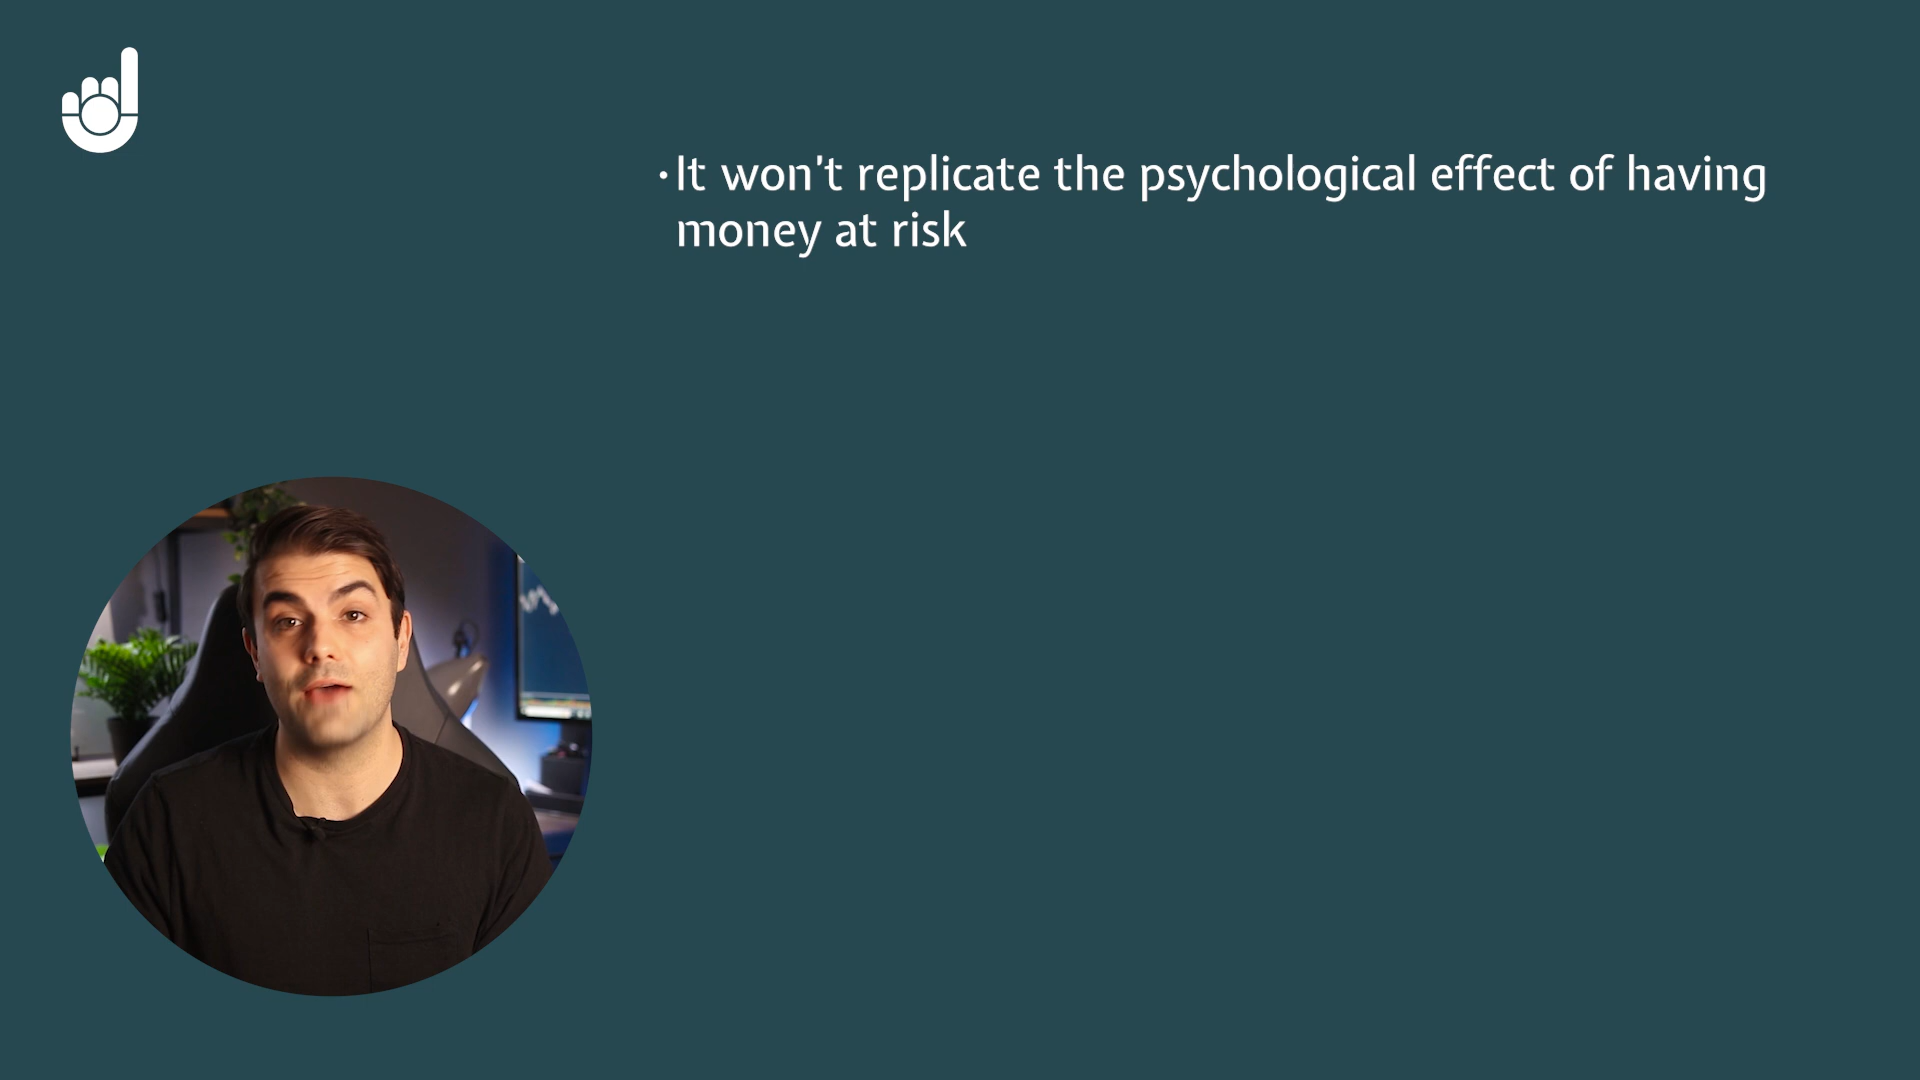 ·It won't replicate the psychological effect of having
money at risk